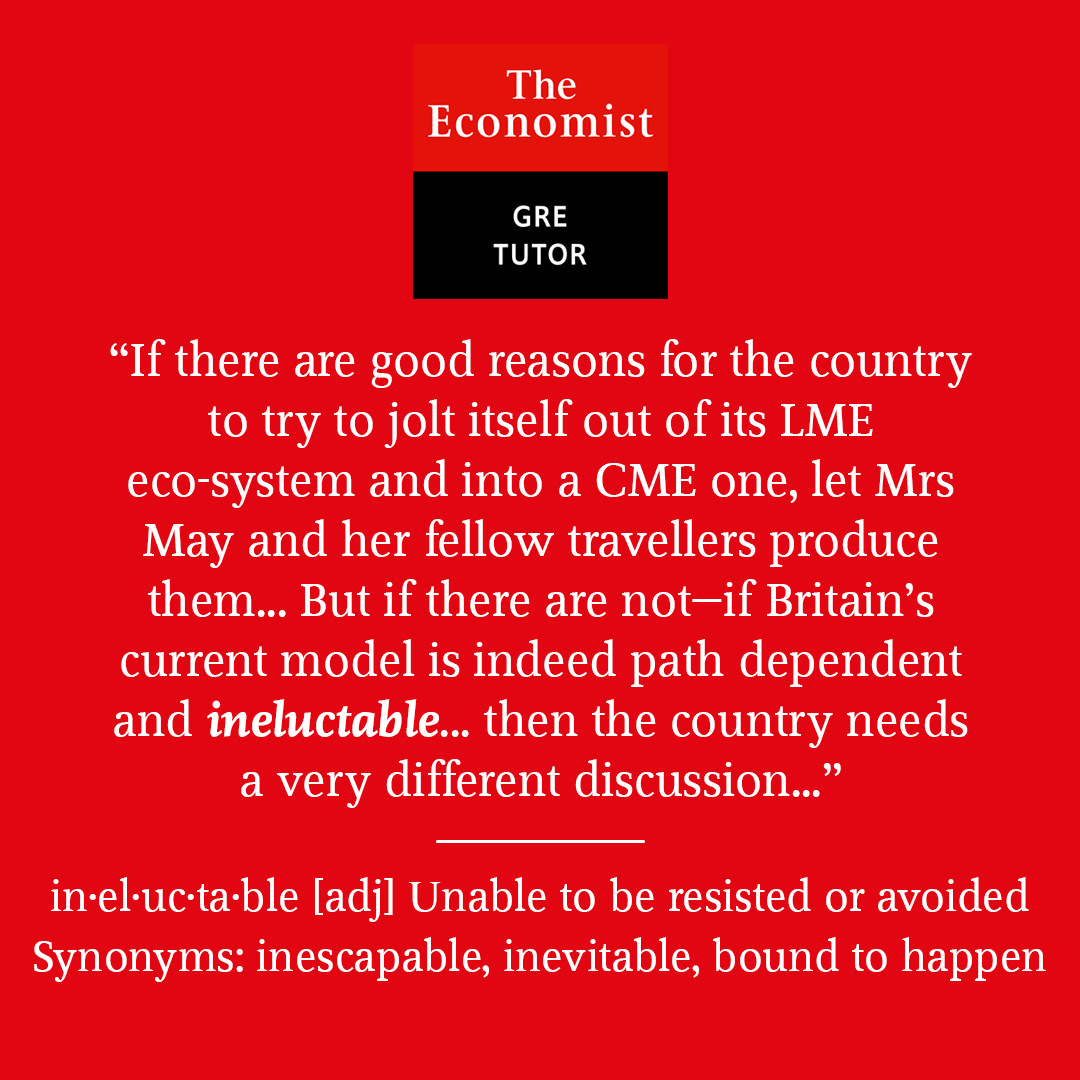 The
Economist
GRE
TUTOR
“If there are good reasons for the country
to try to jolt itself out of its LME
eco-system and into a CME one, let Mrs
May and her fellow travellers produce
them... But if there are not—if Britain’s
current model is indeed path dependent
and ineluctable... then the country needs
a very different discussion...”
in·el·uc·ta·ble [adj] Unable to be resisted or avoided
Synonyms: inescapable, inevitable, bound to happen